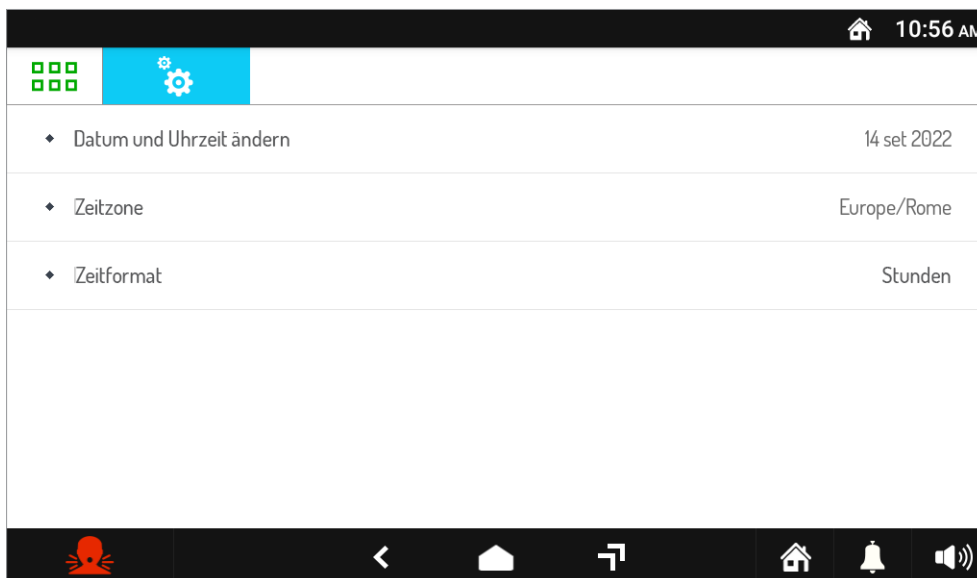 10:56 AM
Datum und Uhrzeit ändern 14 set 2022
Zeitzone Europe/Rome
Zeitformat Stunden